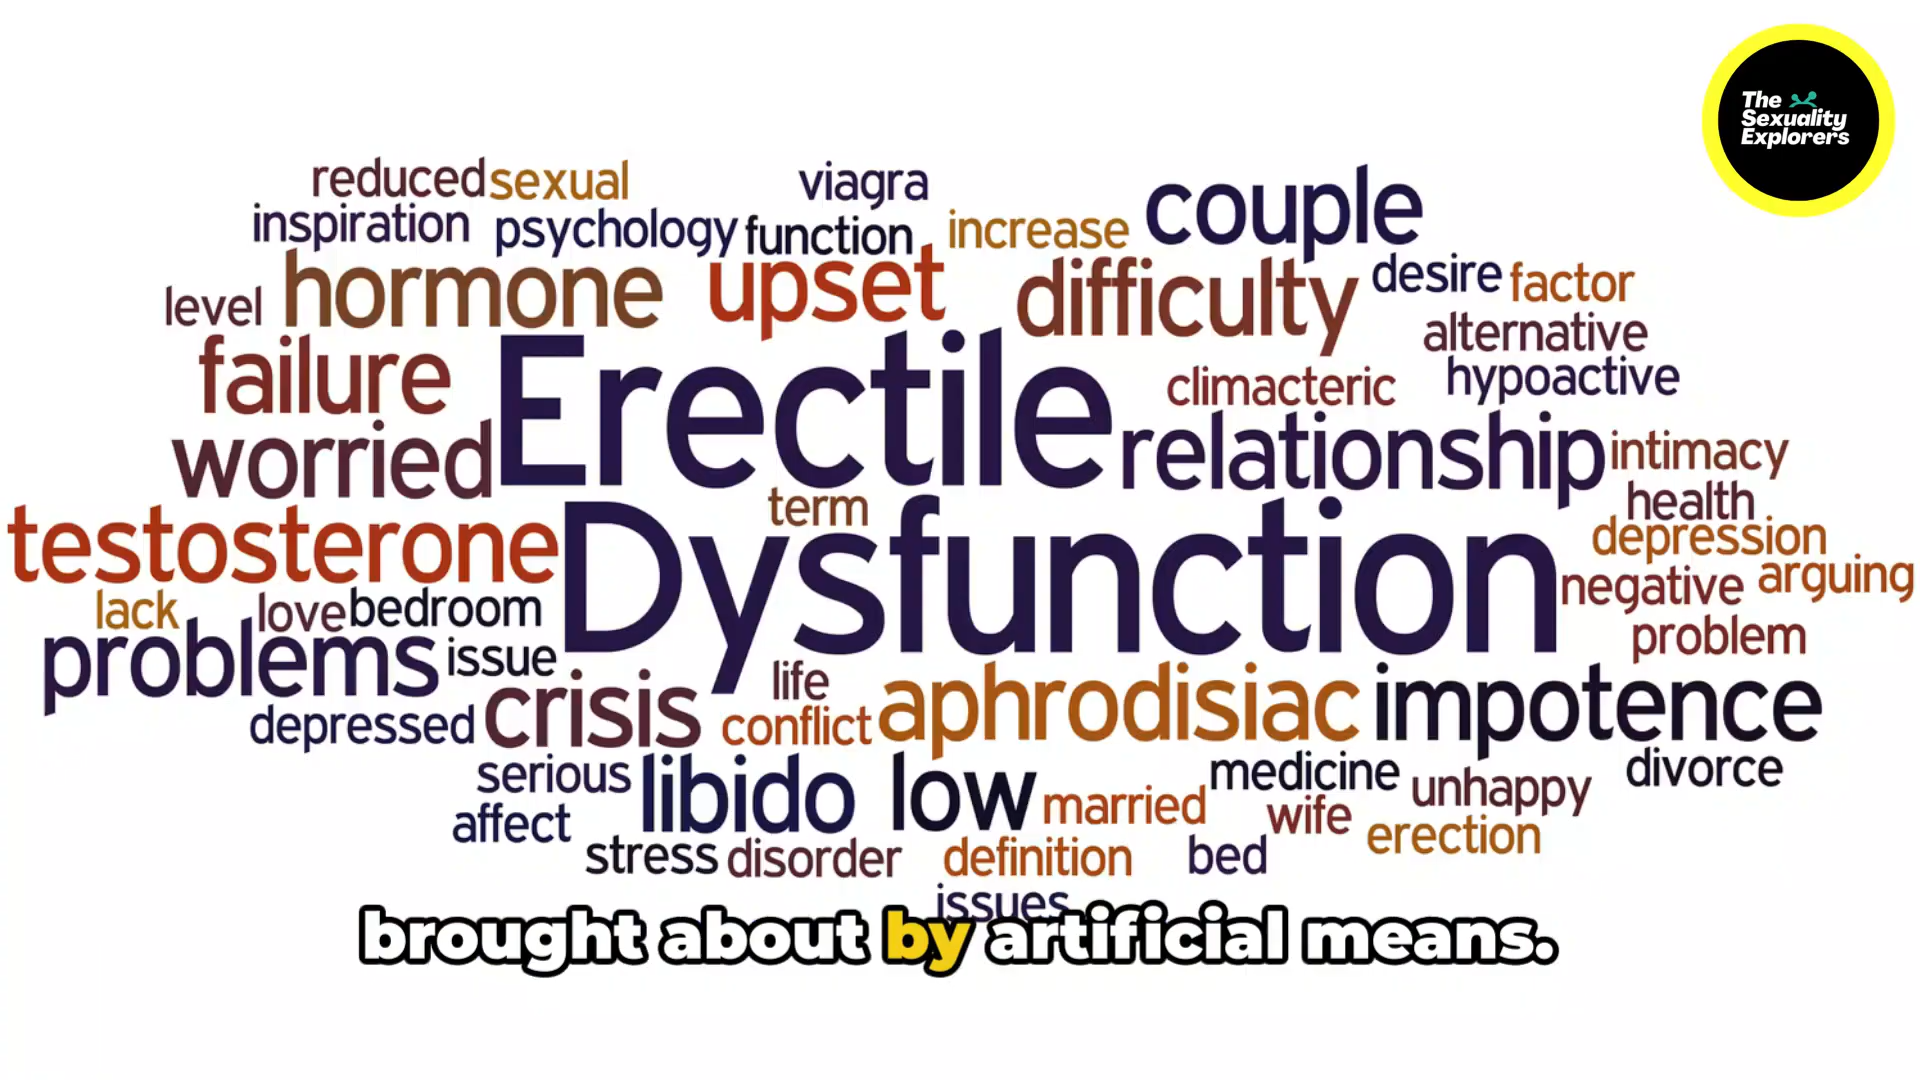 The
Sexuality
Explorers
reduced sexual viagra couple
inspiration psychology function increase
level hormone upset difficulty desire factor
alternative
failure Erectile climacteric hypoactive
worried relationship intimacy
health
testosterone term Dysfunction depression
lack love bedroom negative arguing
problems issue problem
depressed crisis life conflict aphrodisiac impotence
serious libido low married medicine unhappy divorce
affect wife erection
stress disorder definition bed
issues
brought about by artificial means.